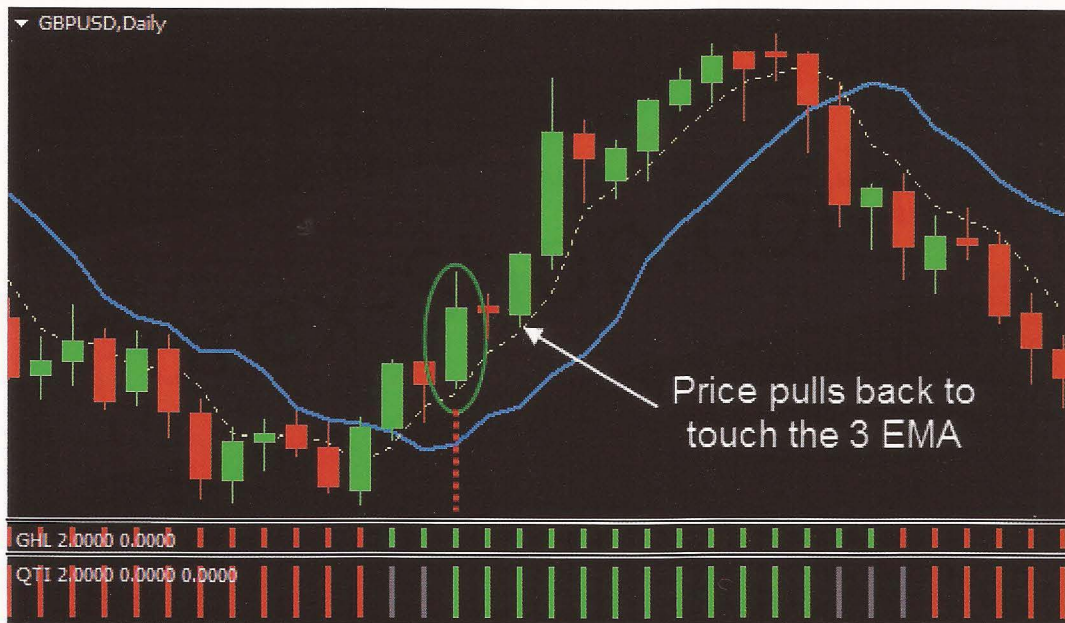 GBPUSD,Daily
Price pulls back to
touch the 3 EMA
GHL 2.0000 0.0000
QTI 2.0000 0.0000 0.0000